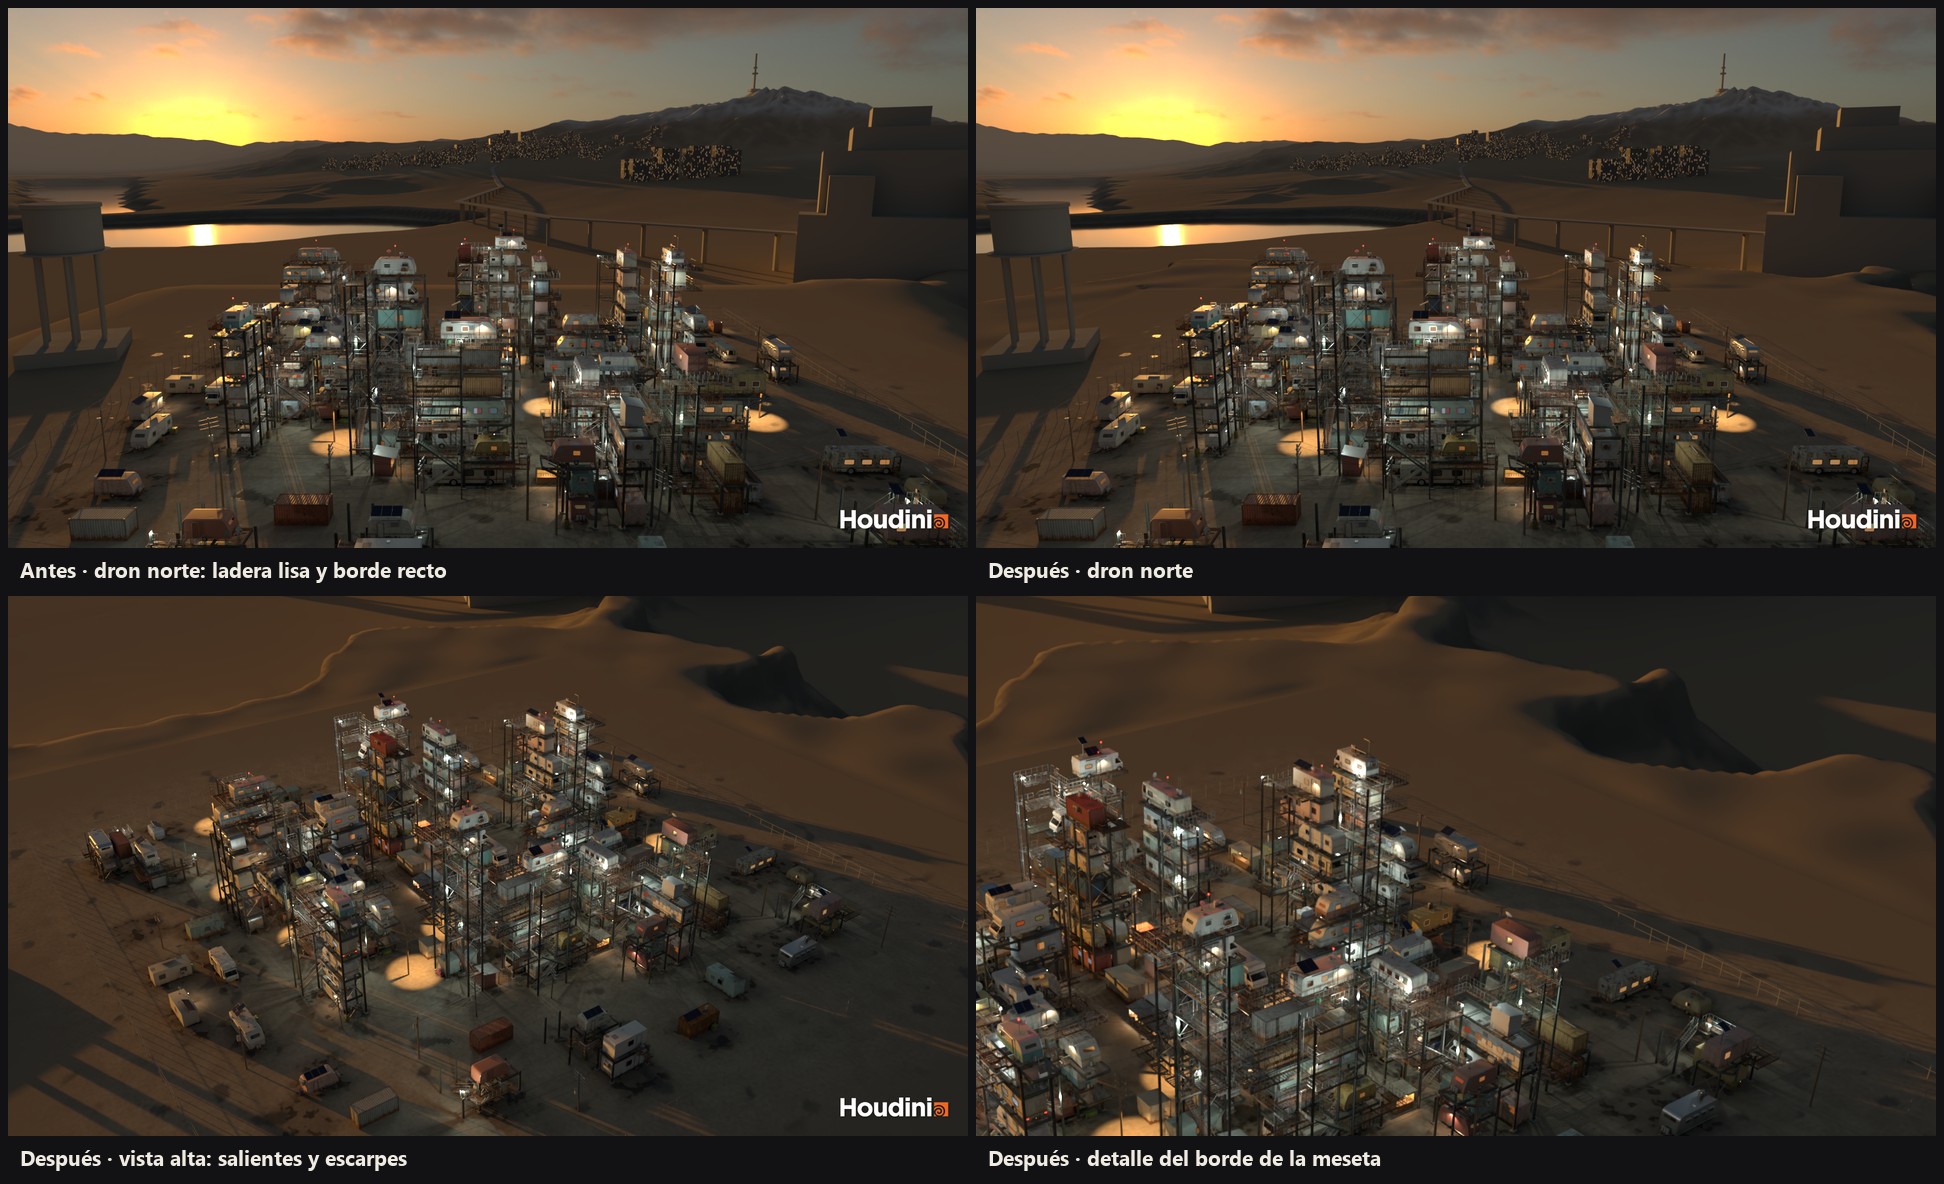 Houdini
Houdini
Antes · dron norte: ladera lisa y borde recto
Después · dron norte
Houdini
Después · vista alta: salientes y escarpes
Después · detalle del borde de la meseta